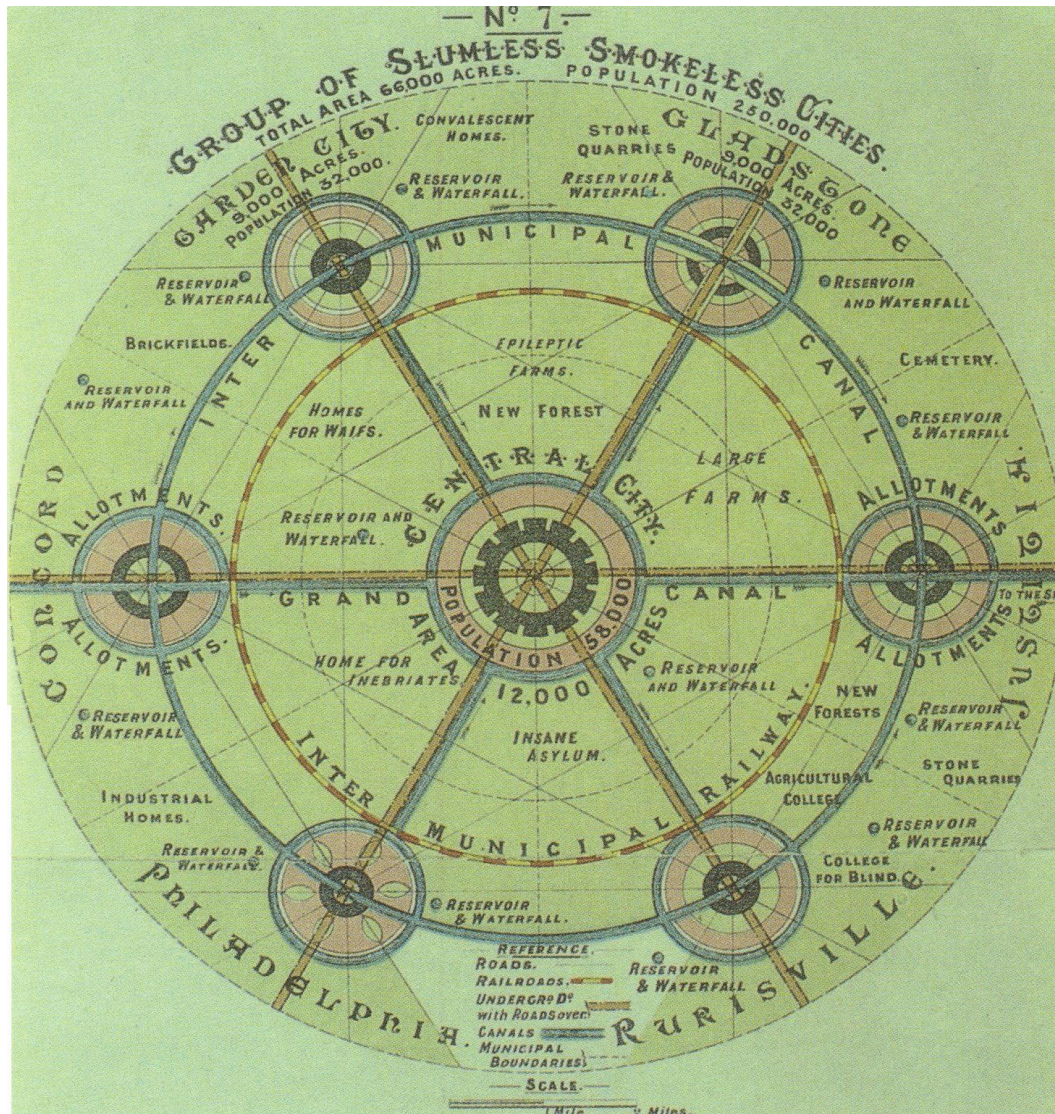 — Nº 7. —
GROUP OF SLUMLESS SMOKELESS CITIES.
TOTAL AREA 66,000 ACRES. POPULATION 250,000
GARDEN CITY.
9,000 ACRES.
POPULATION 32,000.
CONVALESCENT
HOMES.
STONE
QUARRIES
GLADSTONE
9,000 ACRES.
POPULATION
32,000
RESERVOIR
& WATERFALL.
RESERVOIR &
WATERFALL.
INTER MUNICIPAL CANAL
RESERVOIR
& WATERFALL
RESERVOIR
AND WATERFALL
BRICKFIELDS.
EPILEPTIC
FARMS.
CEMETERY.
RESERVOIR
AND WATERFALL
HOMES
FOR WAIFS.
NEW FOREST
RESERVOIR
& WATERFALL
LARGE
FARMS.
CENTRAL CITY.
CONCORD
ALLOTMENTS.
ALLOTMENTS
KINGSTON
RESERVOIR AND
WATERFALL.
GRAND CANAL
TO THE
AREA 12,000 ACRES
POPULATION 58,000
ALLOTMENTS.
ALLOTMENTS
HOME FOR
INEBRIATES.
RESERVOIR
AND WATERFALL
NEW
FORESTS
RESERVOIR
& WATERFALL
RESERVOIR
& WATERFALL
INSANE
ASYLUM.
STONE
QUARRIES
INTER MUNICIPAL RAILWAY.
AGRICULTURAL
COLLEGE
INDUSTRIAL
HOMES.
RESERVOIR
& WATERFALL
RESERVOIR &
WATERFALL.
COLLEGE
FOR BLIND.
PHILADELPHIA.
RURISVILLE.
RESERVOIR
& WATERFALL.
REFERENCE.
ROADS.
RAILROADS.
UNDERGRD Dº
with ROADS over
CANALS
MUNICIPAL
BOUNDARIES
RESERVOIR
& WATERFALL
— SCALE. —
1 Mile Miles.